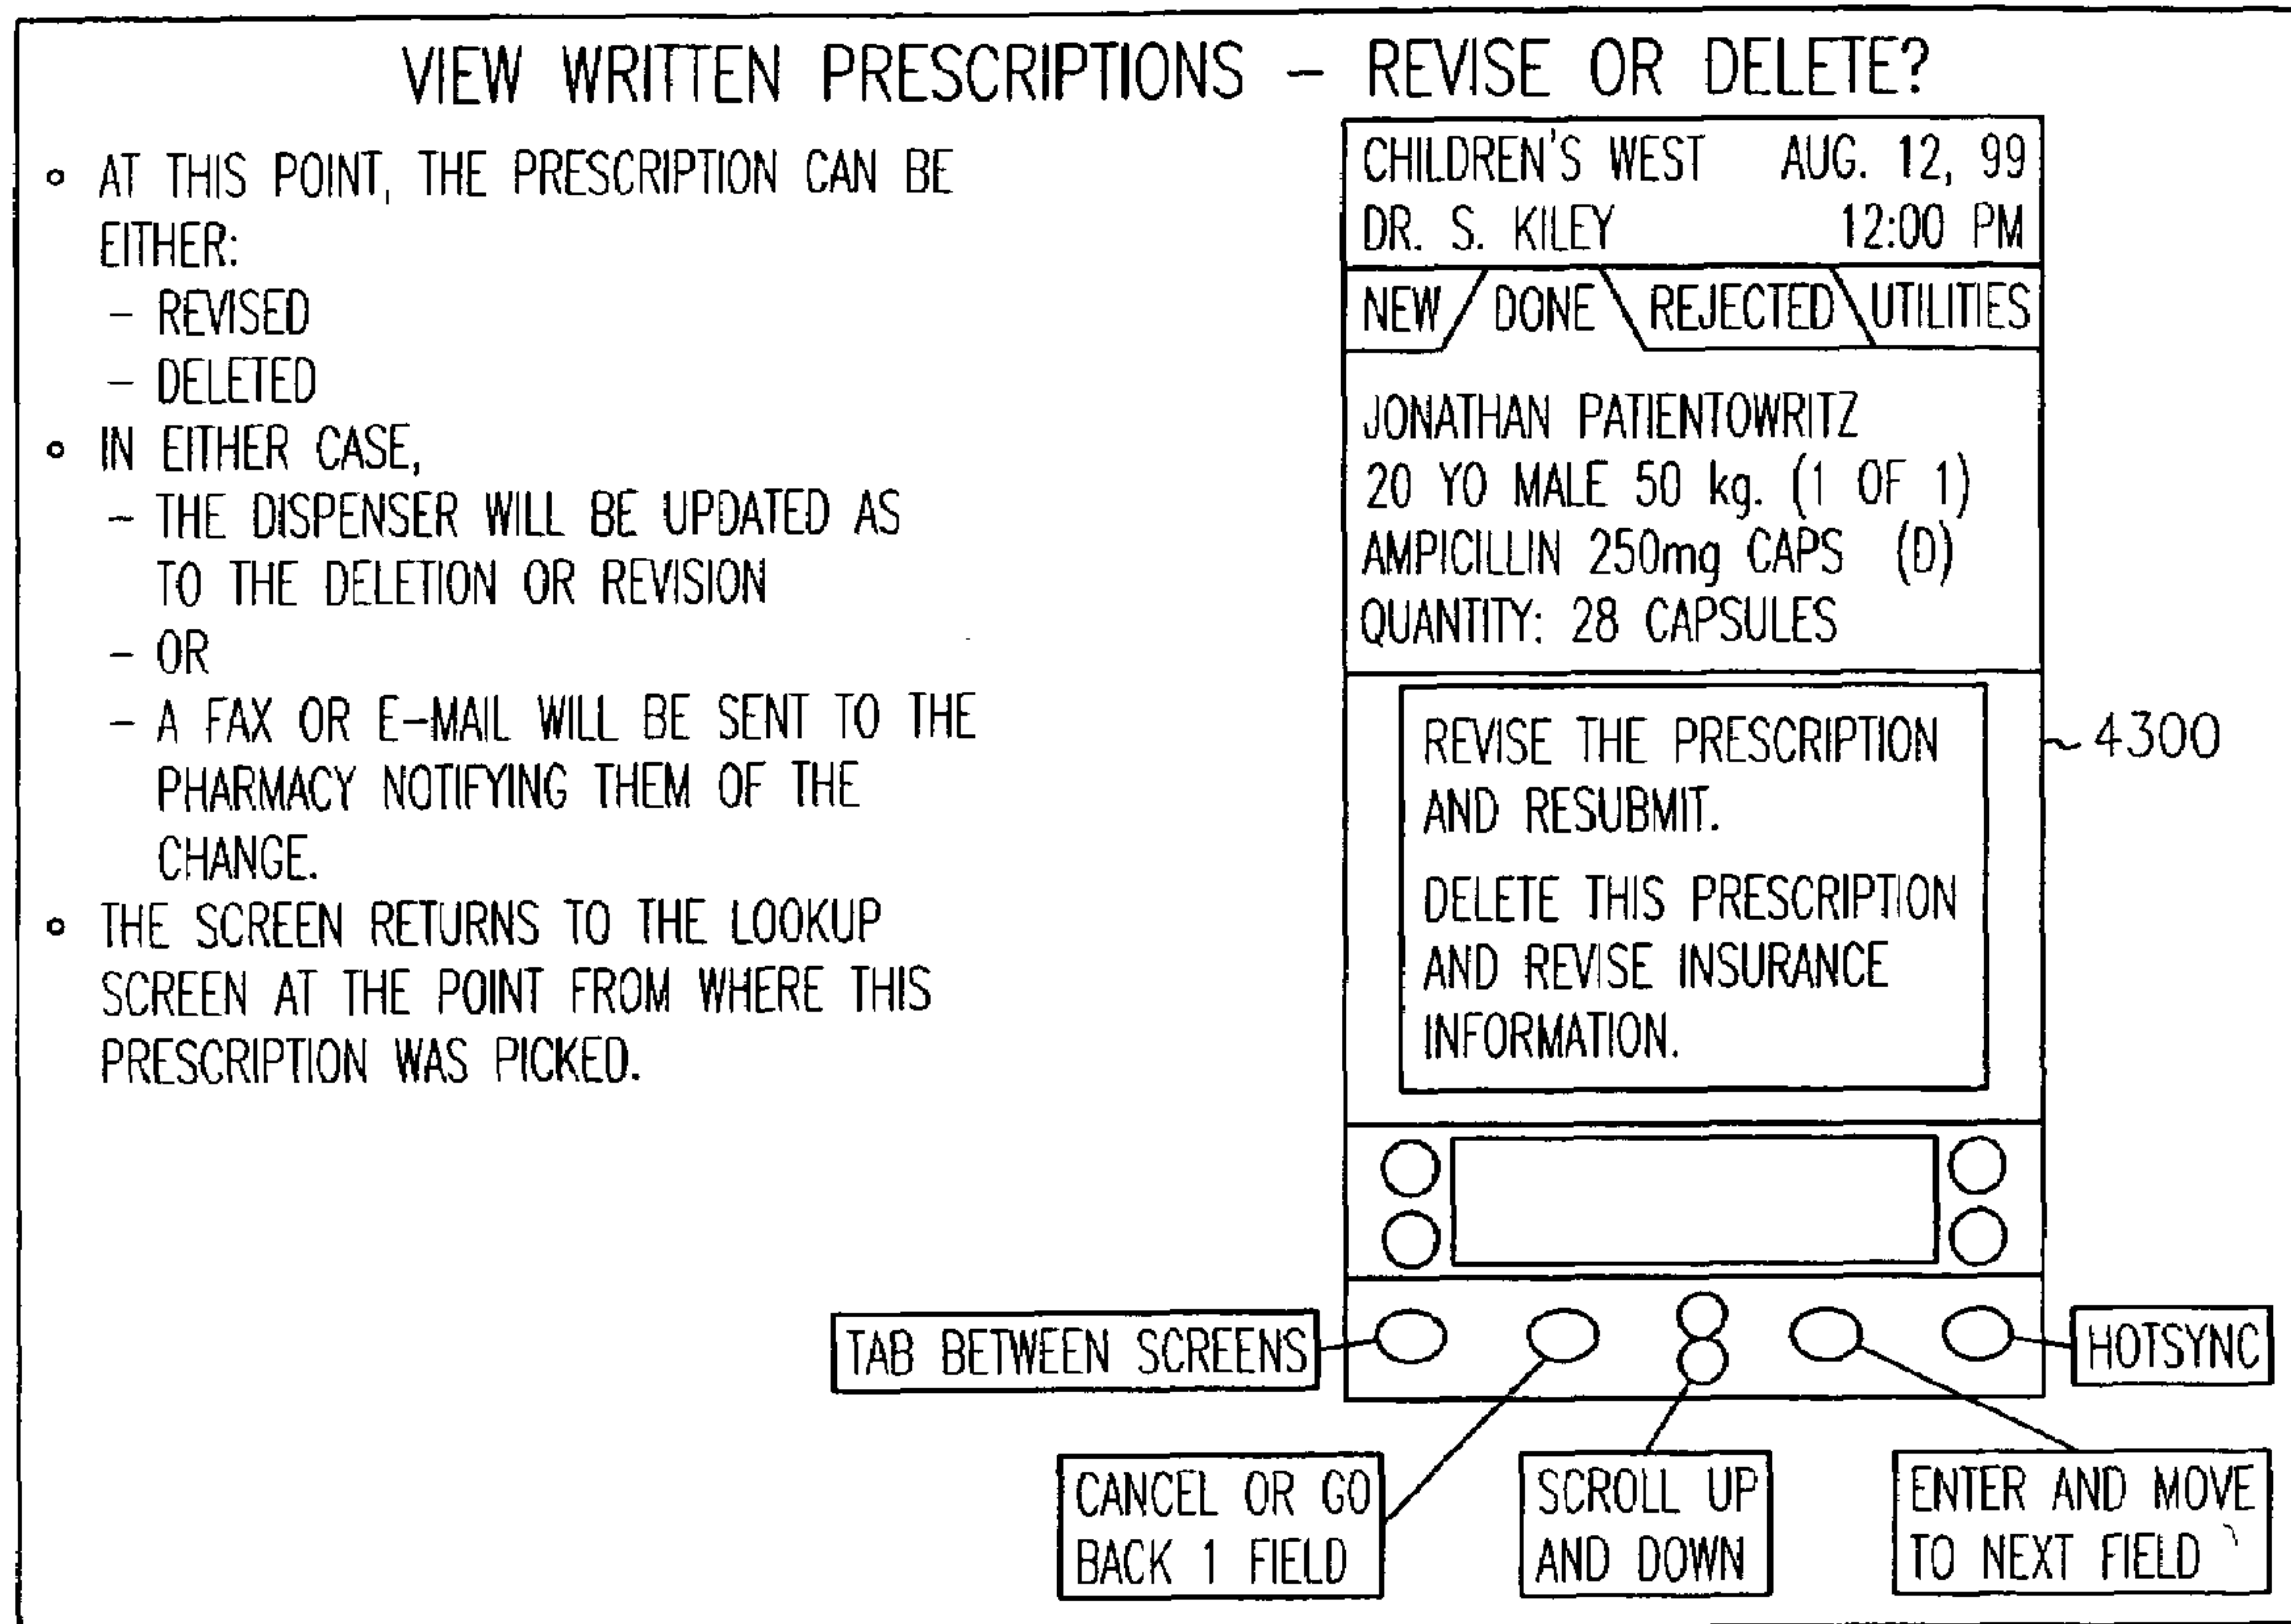 VIEW WRITTEN PRESCRIPTIONS – REVISE OR DELETE?
∘ AT THIS POINT, THE PRESCRIPTION CAN BE
EITHER:
– REVISED
– DELETED
∘ IN EITHER CASE,
– THE DISPENSER WILL BE UPDATED AS
TO THE DELETION OR REVISION
– OR
– A FAX OR E–MAIL WILL BE SENT TO THE
PHARMACY NOTIFYING THEM OF THE
CHANGE.
∘ THE SCREEN RETURNS TO THE LOOKUP
SCREEN AT THE POINT FROM WHERE THIS
PRESCRIPTION WAS PICKED.
CHILDREN'S WEST AUG. 12, 99
DR. S. KILEY 12:00 PM
NEW DONE REJECTED UTILITIES
JONATHAN PATIENTOWRITZ
20 YO MALE 50 kg. (1 OF 1)
AMPICILLIN 250mg CAPS (D)
QUANTITY: 28 CAPSULES
REVISE THE PRESCRIPTION
AND RESUBMIT.
DELETE THIS PRESCRIPTION
AND REVISE INSURANCE
INFORMATION.
4300
TAB BETWEEN SCREENS
HOTSYNC
CANCEL OR GO
BACK 1 FIELD
SCROLL UP
AND DOWN
ENTER AND MOVE
TO NEXT FIELD